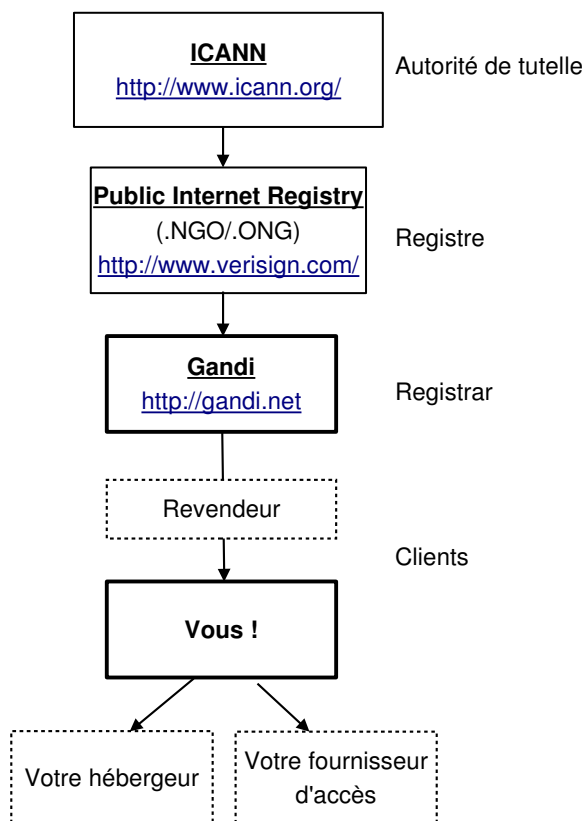 ICANN
http://www.icann.org/
Autorité de tutelle
Public Internet Registry
(.NGO/.ONG)
http://www.verisign.com/
Registre
Gandi
http://gandi.net
Registrar
Revendeur
Clients
Vous !
Votre hébergeur
Votre fournisseur
d'accès